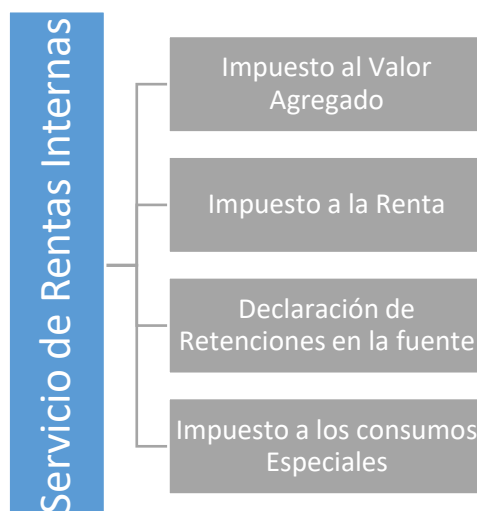 Servicio de Rentas Internas
Impuesto al Valor
Agregado
Impuesto a la Renta
Declaración de
Retenciones en la fuente
Impuesto a los consumos
Especiales